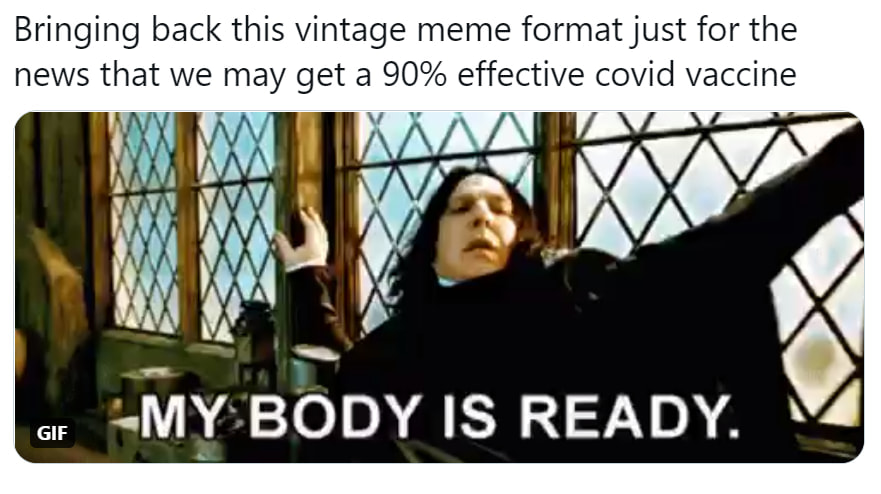 Bringing back this vintage meme format just for the
news that we may get a 90% effective covid vaccine
MY BODY IS READY.
GIF